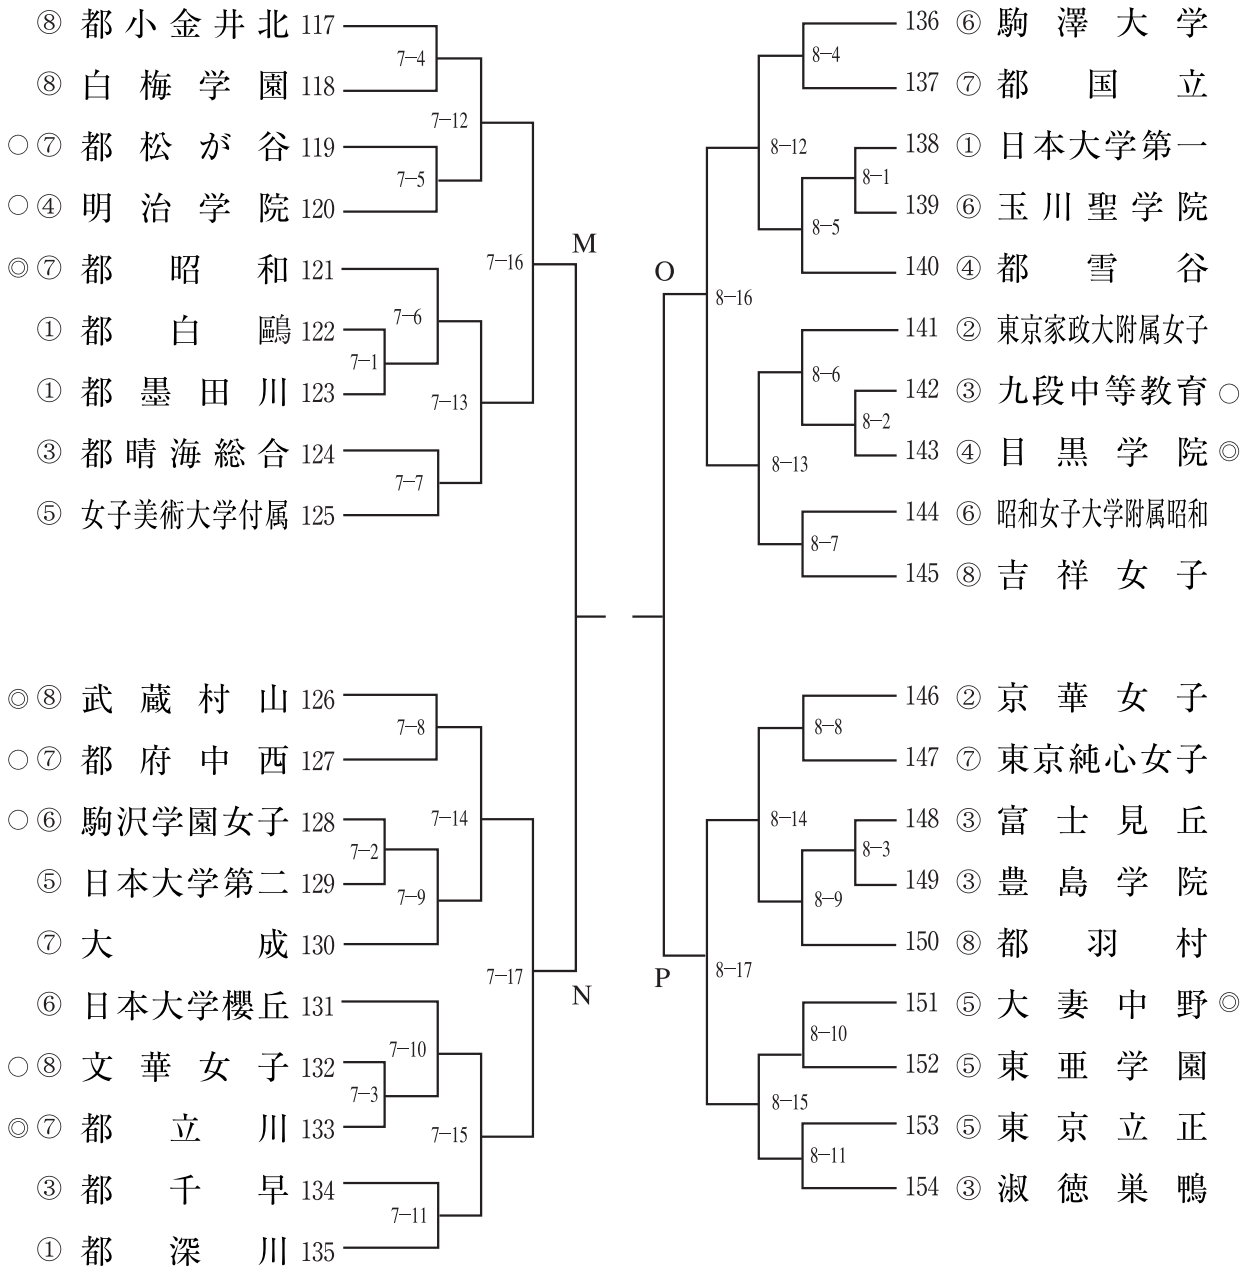 ⑧ 都小金井北 117
⑧ 白梅学園 118
○ ⑦ 都松が谷 119
○ ④ 明治学院 120
◎ ⑦ 都昭和 121
① 都白鷗 122
① 都墨田川 123
③ 都晴海総合 124
⑤ 女子美術大学付属 125
7-4
7-12
7-5
7-16
M
7-6
7-1
7-13
7-7
◎ ⑧ 武蔵村山 126
○ ⑦ 都府中西 127
○ ⑥ 駒沢学園女子 128
⑤ 日本大学第二 129
⑦ 大成 130
⑥ 日本大学櫻丘 131
○ ⑧ 文華女子 132
◎ ⑦ 都立川 133
③ 都千早 134
① 都深川 135
7-8
7-14
7-2
7-9
7-17
N
7-10
7-3
7-15
7-11
136 ⑥ 駒澤大学
137 ⑦ 都国立
138 ① 日本大学第一
139 ⑥ 玉川聖学院
140 ④ 都雪谷
141 ② 東京家政大附属女子
142 ③ 九段中等教育 ○
143 ④ 目黒学院 ◎
144 ⑥ 昭和女子大学附属昭和
145 ⑧ 吉祥女子
8-4
8-12
8-1
8-5
O
8-16
8-6
8-2
8-13
8-7
146 ② 京華女子
147 ⑦ 東京純心女子
148 ③ 富士見丘
149 ③ 豊島学院
150 ⑧ 都羽村
151 ⑤ 大妻中野 ◎
152 ⑤ 東亜学園
153 ⑤ 東京立正
154 ③ 淑徳巣鴨
8-8
8-14
8-3
8-9
P
8-17
8-10
8-15
8-11